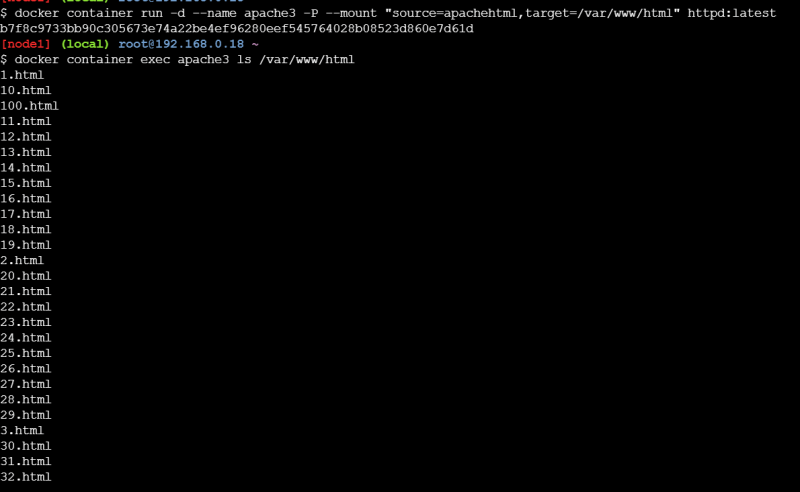 $ docker container run -d --name apache3 -P --mount "source=apachehtml,target=/var/www/html" httpd:latest
b7f8c9733bb90c305673e74a22be4ef96280eef545764028b08523d860e7d61d
[node1] (local) root@192.168.0.18 ~
$ docker container exec apache3 ls /var/www/html
1.html
10.html
100.html
11.html
12.html
13.html
14.html
15.html
16.html
17.html
18.html
19.html
2.html
20.html
21.html
22.html
23.html
24.html
25.html
26.html
27.html
28.html
29.html
3.html
30.html
31.html
32.html